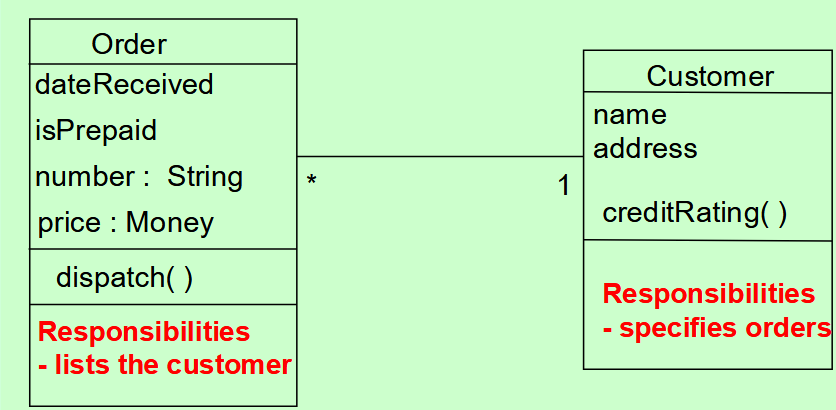 Order
dateReceived
isPrepaid
number : String
price : Money
dispatch( )
Responsibilities
- lists the customer
*
1
Customer
name
address
creditRating( )
Responsibilities
- specifies orders